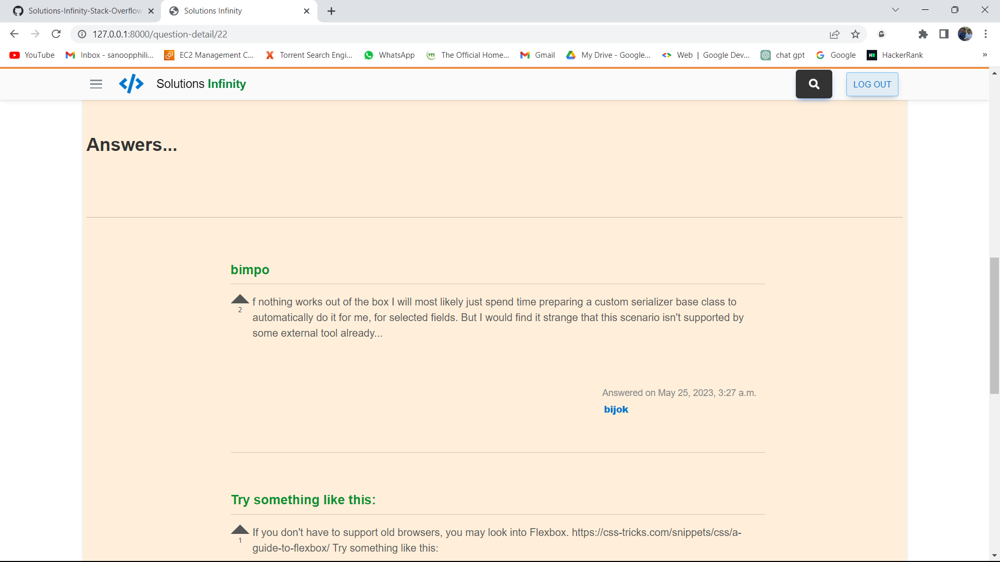 Solutions-Infinity-Stack-Overflow
Solutions Infinity
127.0.0.1:8000/question-detail/22
YouTube
Inbox - sanoopphili...
EC2 Management C...
Torrent Search Engi...
WhatsApp
YTS
The Official Home...
Gmail
My Drive - Google...
Web | Google Dev...
chat gpt
Google
HackerRank
»
Solutions Infinity
LOG OUT
Answers...
bimpo
2
f nothing works out of the box I will most likely just spend time preparing a custom serializer base class to
automatically do it for me, for selected fields. But I would find it strange that this scenario isn't supported by
some external tool already...
Answered on May 25, 2023, 3:27 a.m.
bijok
Try something like this:
1
If you don't have to support old browsers, you may look into Flexbox. https://css-tricks.com/snippets/css/a-
guide-to-flexbox/ Try something like this: